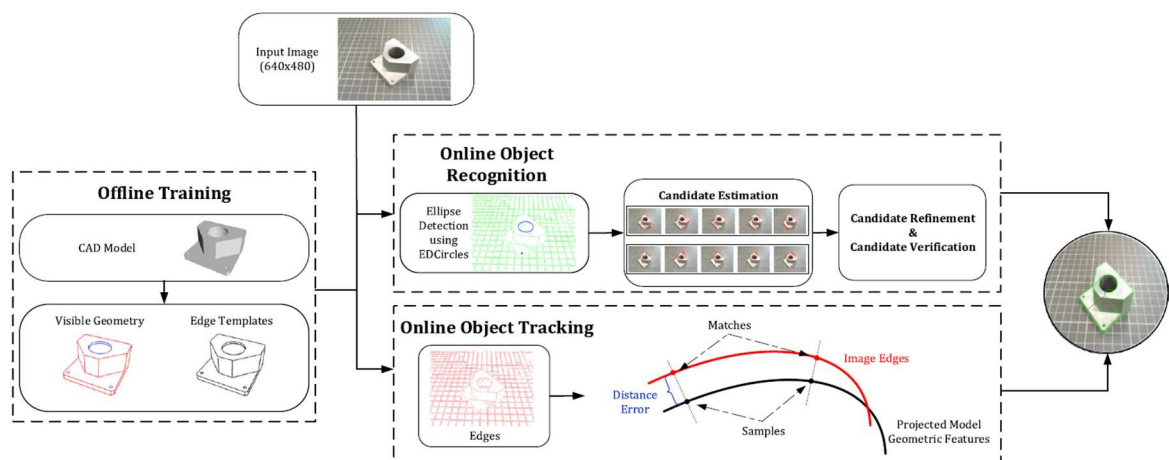 Input Image
(640x480)
Offline Training
CAD Model
Visible Geometry
Edge Templates
Online Object
Recognition
Ellipse
Detection
using
EDCircles
Candidate Estimation
Candidate Refinement
&
Candidate Verification
Online Object Tracking
Edges
Matches
Image Edges
Distance
Error
Samples
Projected Model
Geometric Features